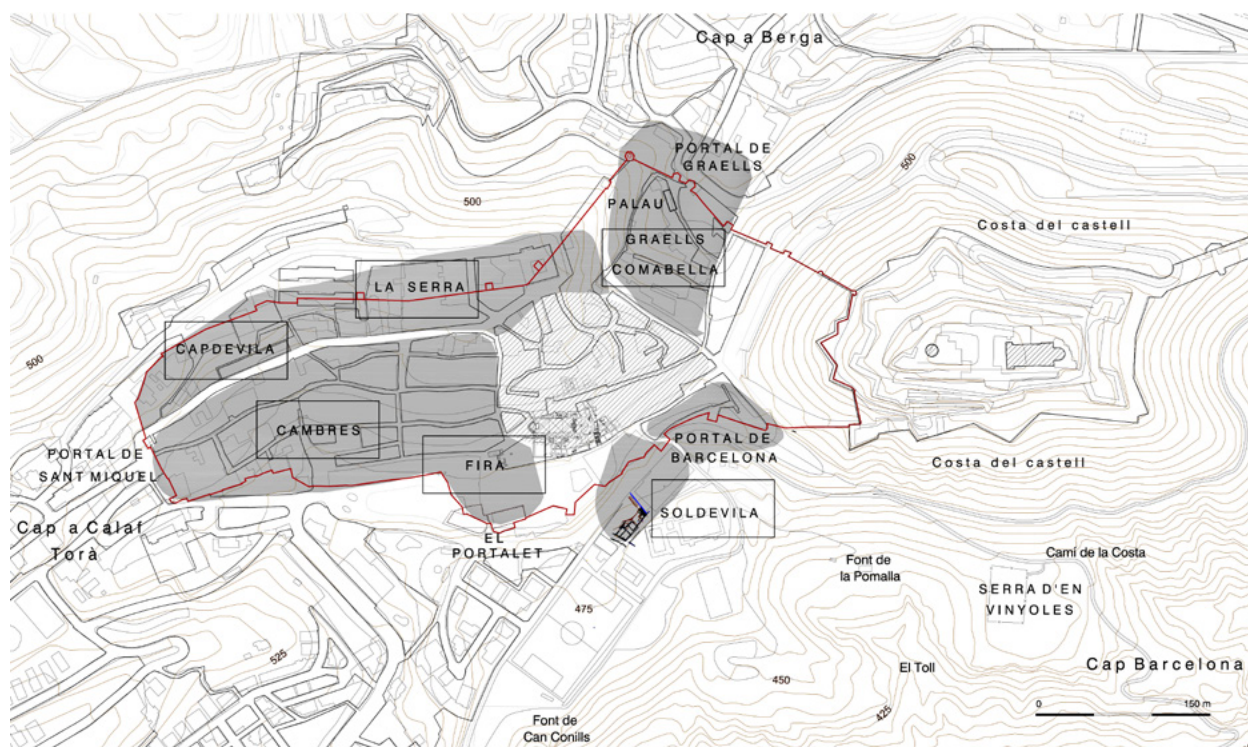 Cap a Berga
PORTAL DE
GRAELLS
500
500
PALAU
Costa del castell
GRAELLS
COMABELLA
LA SERRA
CAPDEVILA
500
CAMBRES
PORTAL DE
BARCELONA
PORTAL DE
SANT MIQUEL
FIRA
Costa del castell
SOLDEVILA
Cap a Calaf
Torà
EL
PORTALET
Font de
la Pomalla
Camí de la Costa
SERRA D'EN
VINYOLES
475
525
El Toll
Cap Barcelona
450
425
0 150 m
Font de
Can Conills